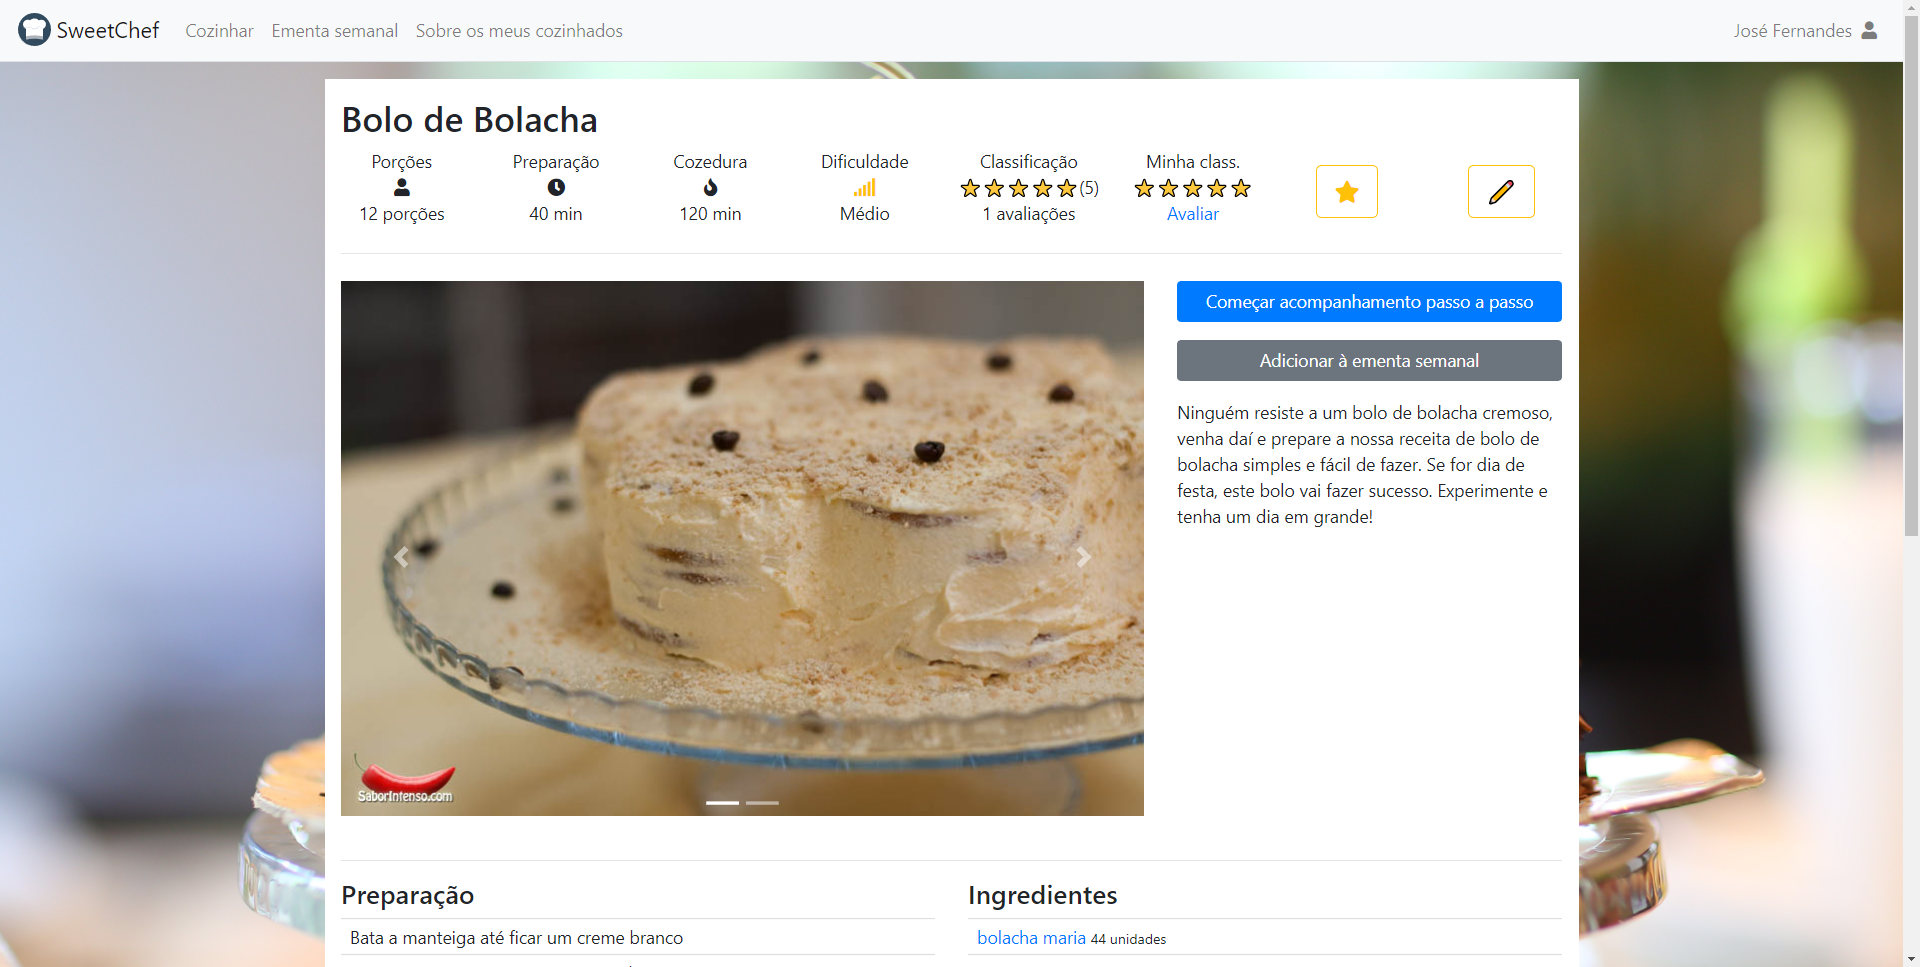 SweetChef Cozinhar Ementa semanal Sobre os meus cozinhados José Fernandes
Bolo de Bolacha
Porções Preparação Cozedura Dificuldade Classificação Minha class.
(5)
12 porções 40 min 120 min Médio 1 avaliações Avaliar
Começar acompanhamento passo a passo
Adicionar à ementa semanal
Ninguém resiste a um bolo de bolacha cremoso,
venha daí e prepare a nossa receita de bolo de
bolacha simples e fácil de fazer. Se for dia de
festa, este bolo vai fazer sucesso. Experimente e
tenha um dia em grande!
SaborIntenso.com
Preparação
Bata a manteiga até ficar um creme branco
Ingredientes
bolacha maria 44 unidades